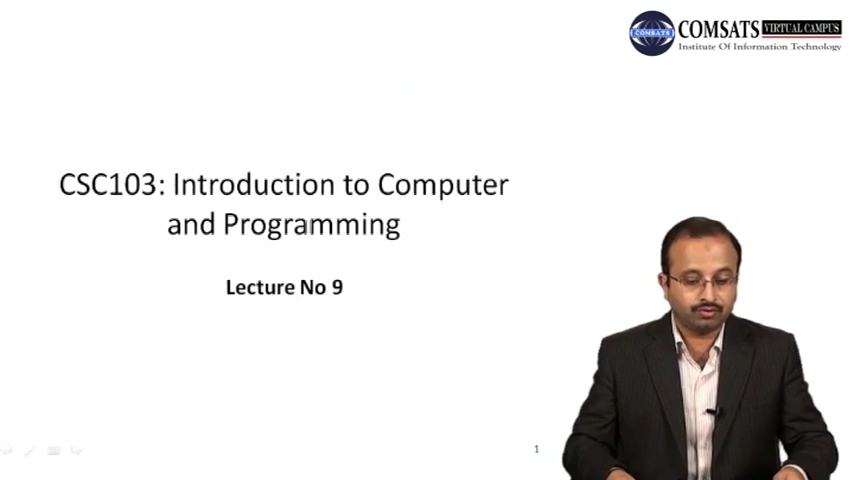 COMSATS VIRTUAL CAMPUS
COMSATS
Institute Of Information Technology
CSC103: Introduction to Computer
and Programming
Lecture No 9
1